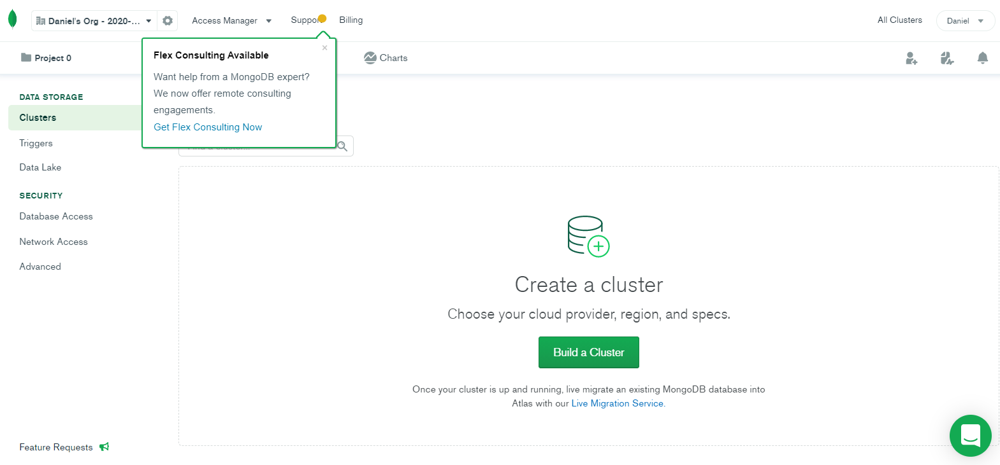 Daniel's Org - 2020-...
Access Manager
Support
Billing
All Clusters
Daniel
Project 0
Charts
Flex Consulting Available
×
Want help from a MongoDB expert?
We now offer remote consulting
engagements.
Get Flex Consulting Now
DATA STORAGE
Clusters
Triggers
Data Lake
SECURITY
Database Access
Network Access
Advanced
Feature Requests
Create a cluster
Choose your cloud provider, region, and specs.
Build a Cluster
Once your cluster is up and running, live migrate an existing MongoDB database into
Atlas with our Live Migration Service.